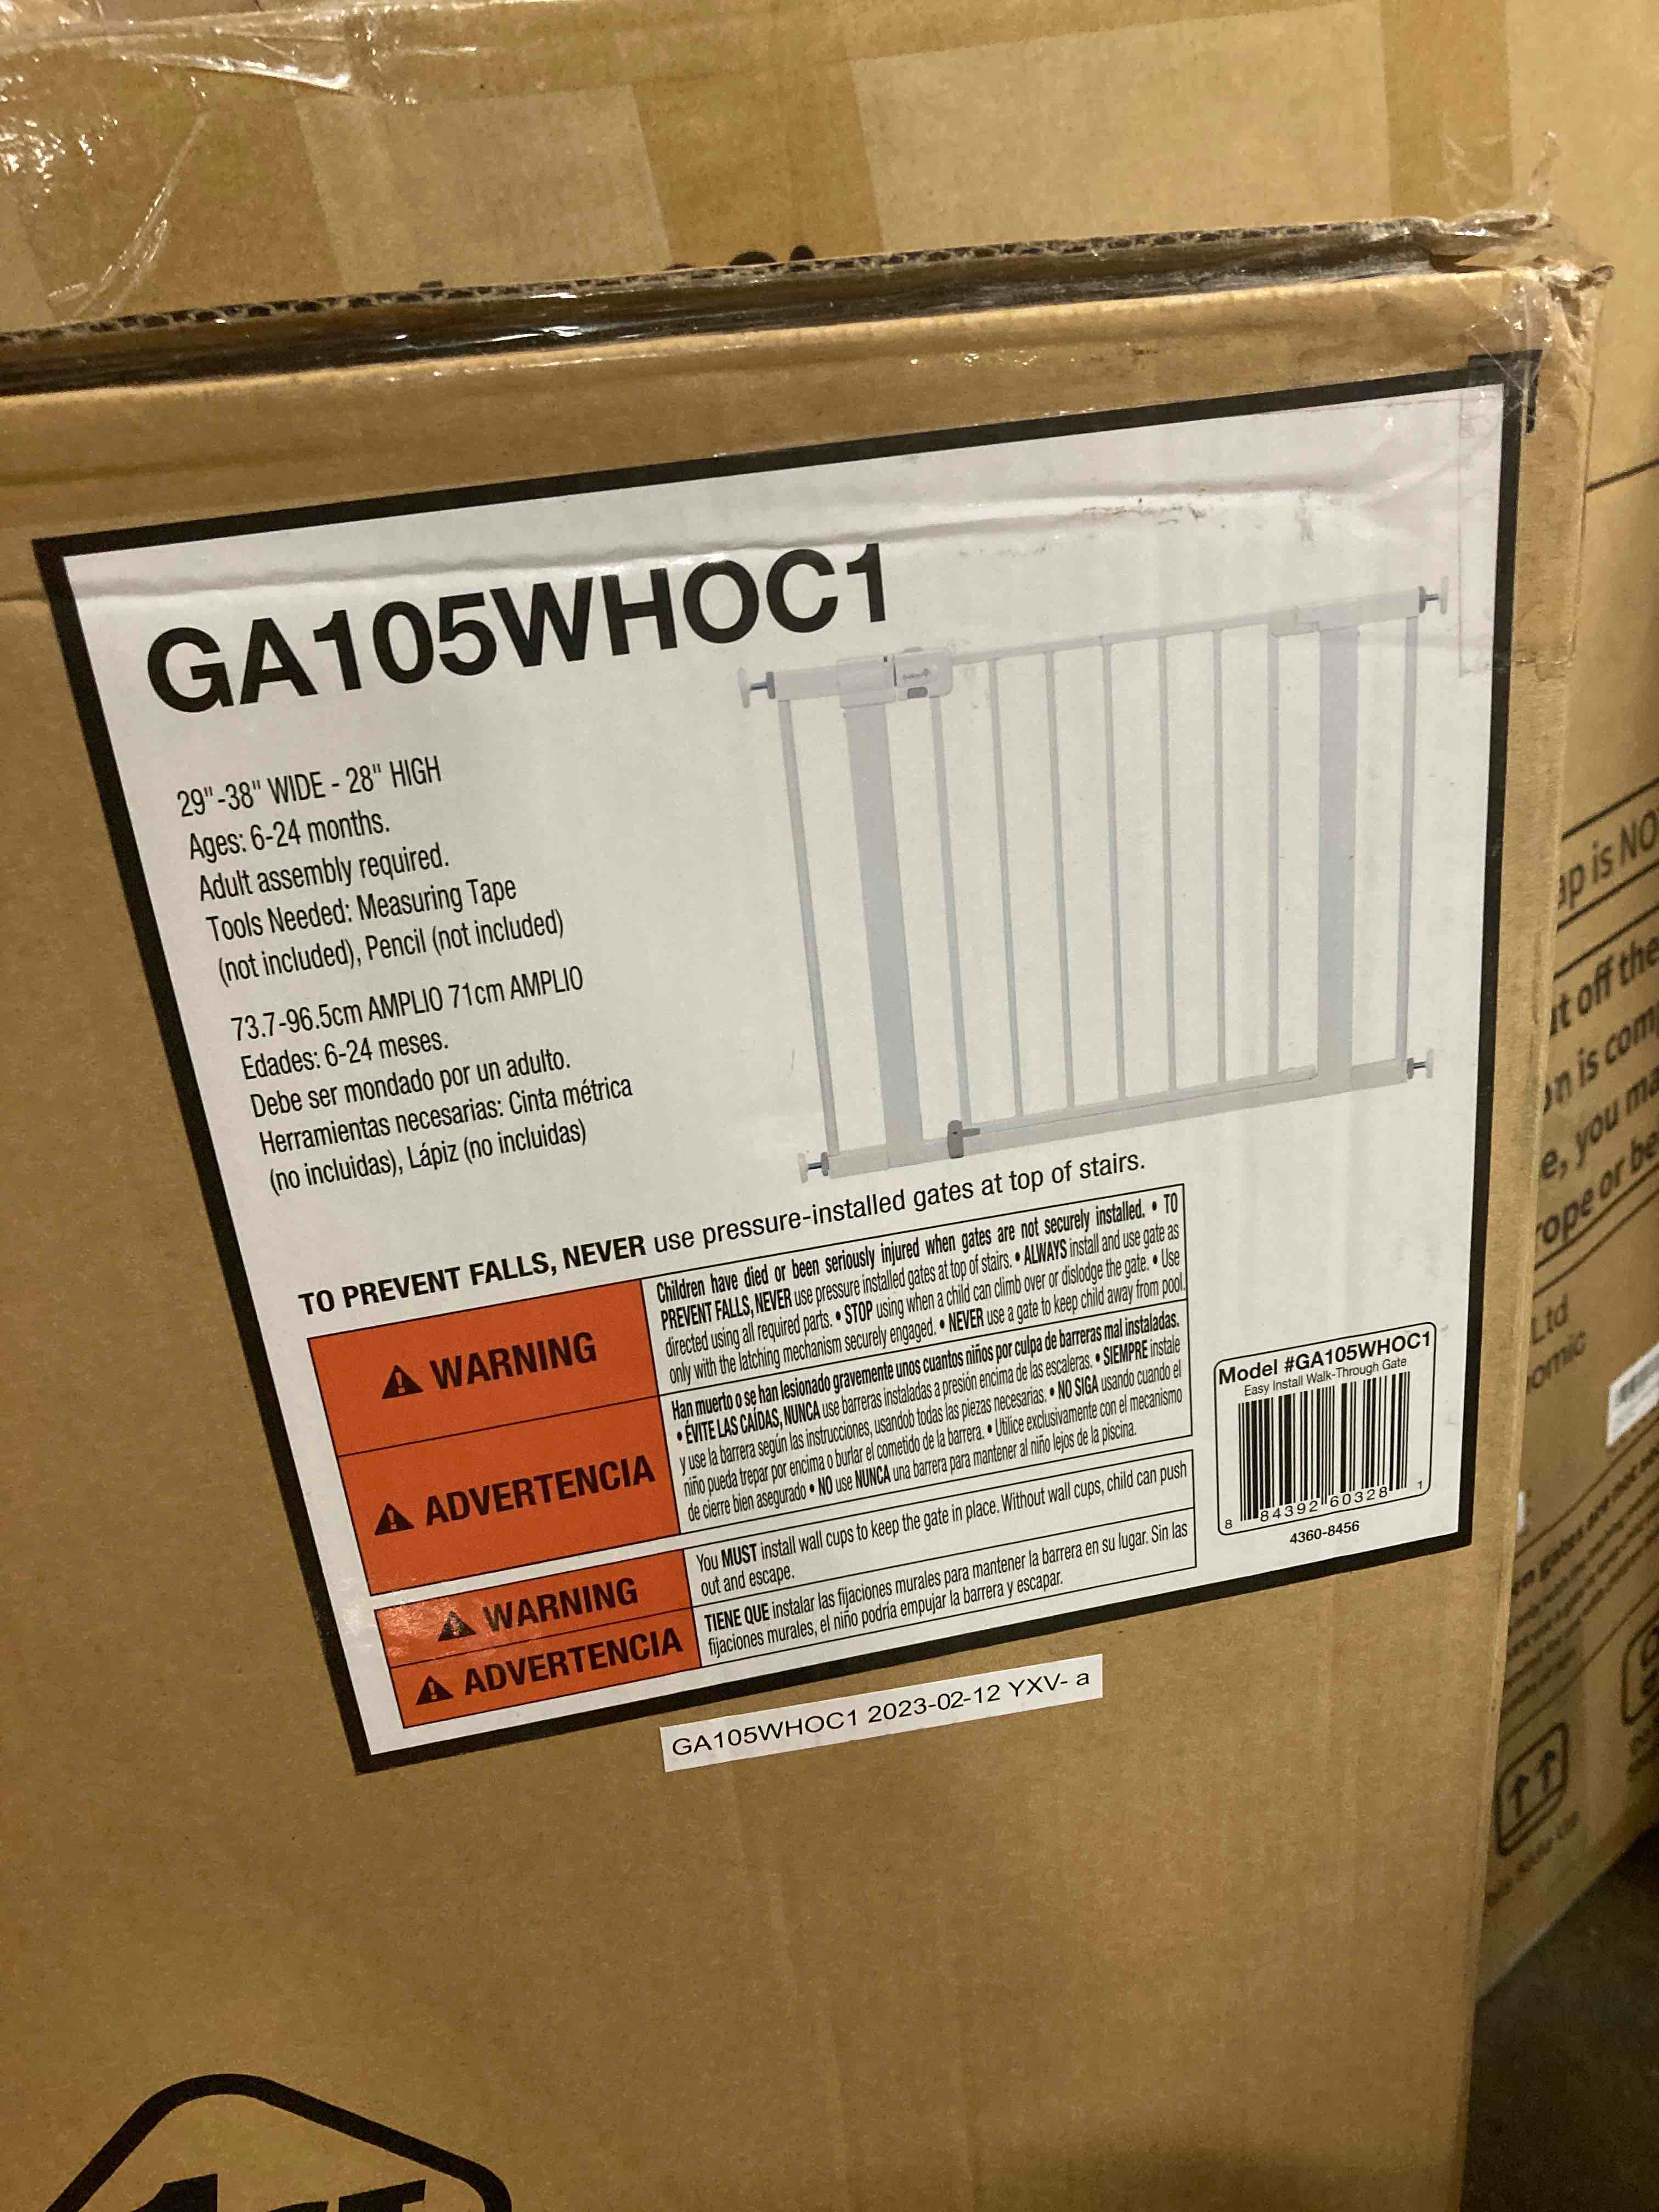 GA105WHOC1
29"-38" WIDE - 28" HIGH
Ages: 6-24 months.
Adult assembly required.
Tools Needed: Measuring Tape
(not included), Pencil (not included)
73.7-96.5cm AMPLIO 71cm AMPLIO
Edades: 6-24 meses.
Debe ser mondado por un adulto.
Herramientas necesarias: Cinta métrica
(no incluidas), Lápiz (no incluidas)
TO PREVENT FALLS, NEVER use pressure-installed gates at top of stairs.
WARNING
Children have died or been seriously injured when gates are not securely installed. • TO
PREVENT FALLS, NEVER use pressure installed gates at top of stairs. • ALWAYS install and use gate as
directed using all required parts. • STOP using when a child can climb over or dislodge the gate. • Use
only with the latching mechanism securely engaged. • NEVER use a gate to keep child away from pool.
ADVERTENCIA
Han muerto o se han lesionado gravemente unos cuantos niños por culpa de barreras mal instaladas.
• ÉVITE LAS CAÍDAS, NUNCA use barreras instaladas a presión encima de las escaleras. • SIEMPRE instale
y use la barrera según las instrucciones, usandob todas las piezas necesarias. • NO SIGA usando cuando el
niño pueda trepar por encima o burlar el cometido de la barrera. • Utilice exclusivamente con el mecanismo
de cierre bien asegurado • NO use NUNCA una barrera para mantener al niño lejos de la piscina.
WARNING
You MUST install wall cups to keep the gate in place. Without wall cups, child can push
out and escape.
ADVERTENCIA
TIENE QUE instalar las fijaciones murales para mantener la barrera en su lugar. Sin las
fijaciones murales, el niño podría empujar la barrera y escapar.
Model #GA105WHOC1
Easy Install Walk-Through Gate
8 84392 60328 1
4360-8456
GA105WHOC1 2023-02-12 YXV- a
1st
is NO
off the
is com
e, you ma
rope or be
Ltd